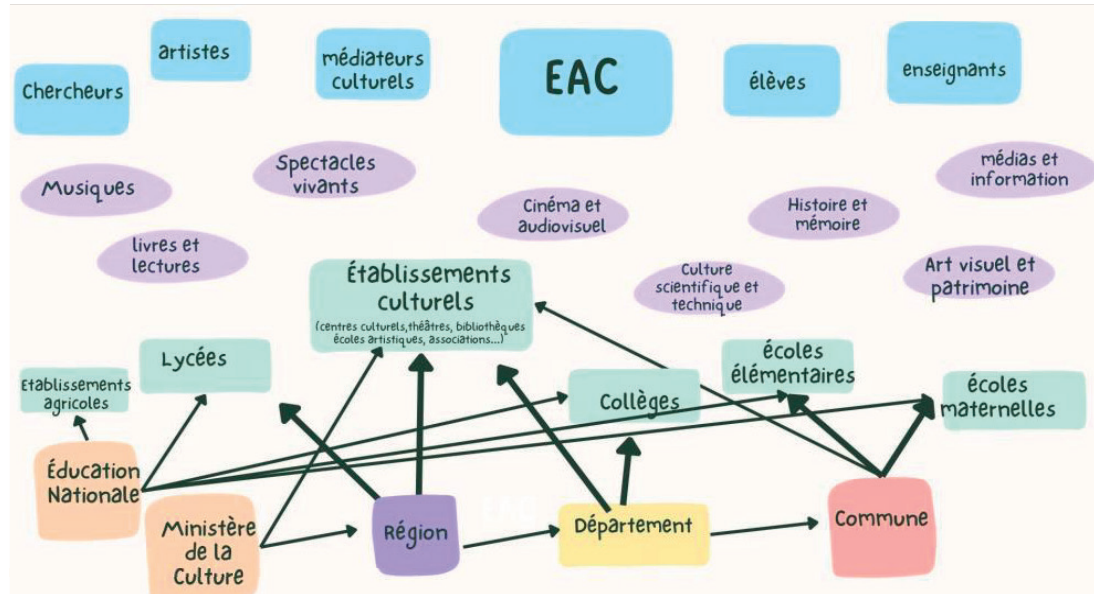 Chercheurs
artistes
médiateurs
culturels
EAC
élèves
enseignants
Musiques
Spectacles
vivants
livres et
lectures
Cinéma et
audiovisuel
Histoire et
mémoire
médias et
information
Culture
scientifique et
technique
Art visuel et
patrimoine
Établissements
culturels
(centres culturels,théâtres, bibliothèques
écoles artistiques, associations...)
Lycées
Etablissements
agricoles
Collèges
écoles
élémentaires
écoles
maternelles
Éducation
Nationale
Ministère
de la
Culture
Région
EAC
Département
Commune